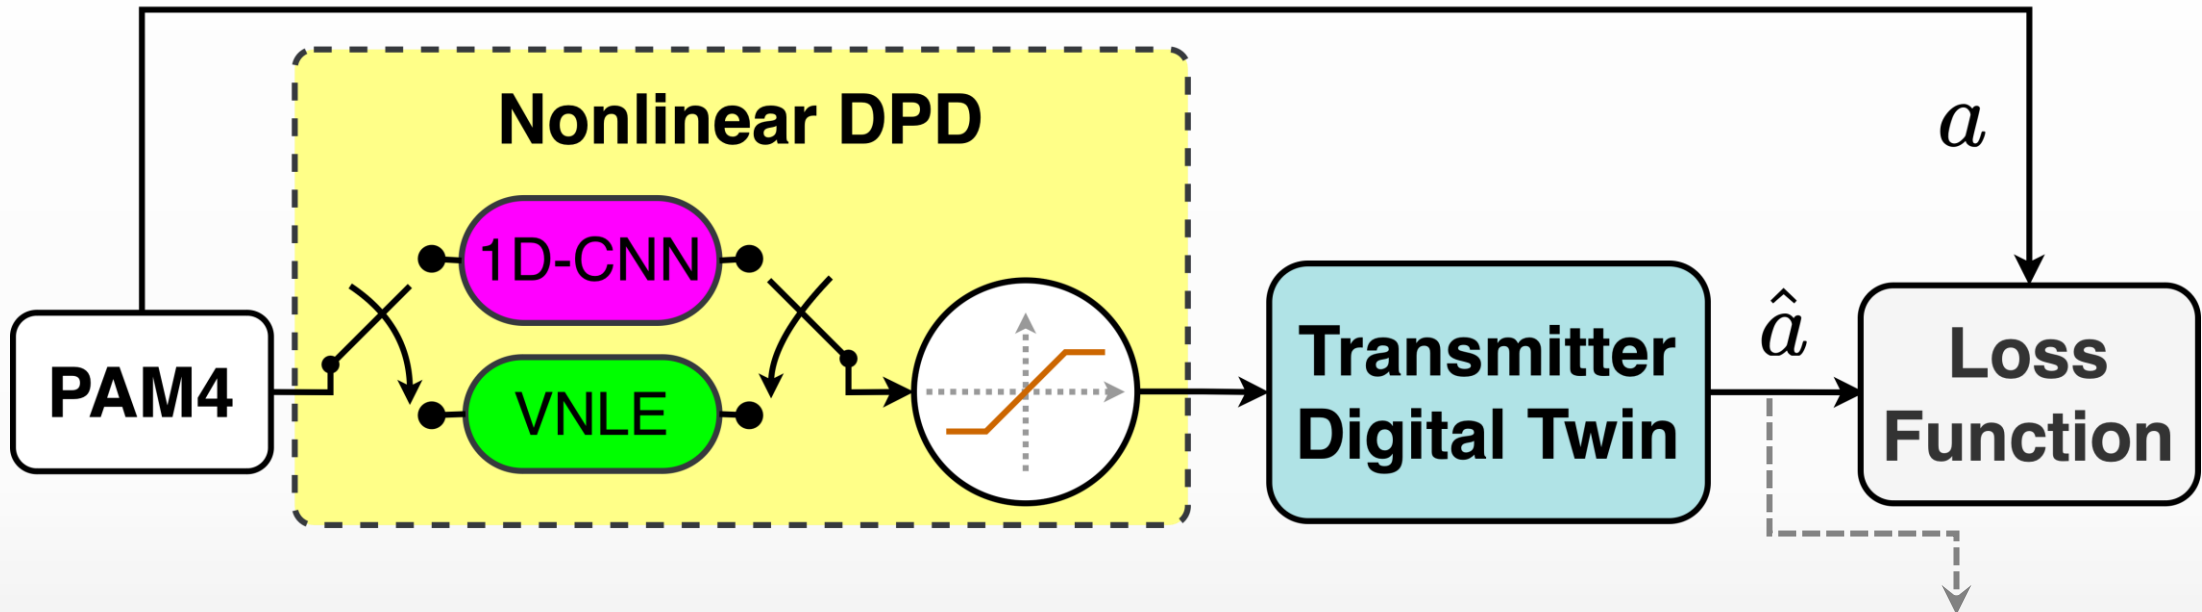 Nonlinear DPD
a
1D-CNN
PAM4
VNLE
Transmitter
Digital Twin
â
Loss
Function